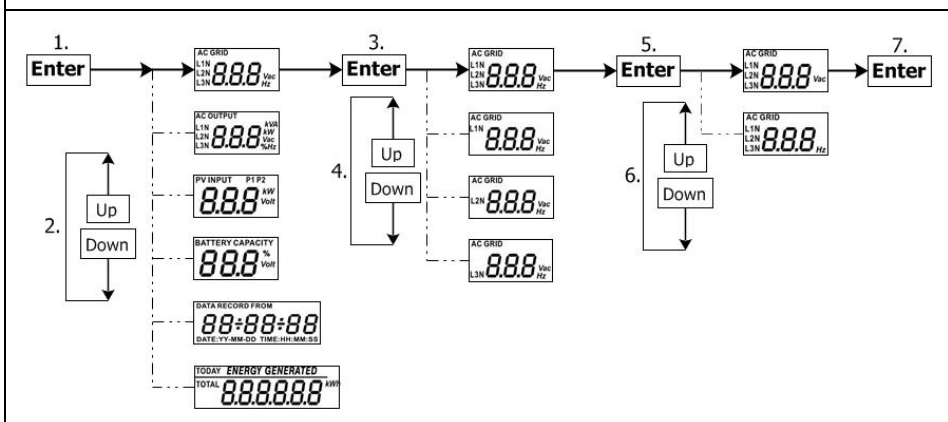 1.
Enter
AC GRID
L1N
L2N
L3N
8.8.8
Vac
Hz
3.
Enter
AC GRID
L1N
L2N
L3N
8.8.8
Vac
Hz
5.
Enter
AC GRID
L1N
L2N
L3N
8.8.8
Vac
7.
Enter
2.
Up
Down
AC OUTPUT
L1N
L2N
L3N
8.8.8
kVA
kW
Vac
%Hz
PV INPUT P1 P2
8.8.8
kW
Volt
BATTERY CAPACITY
88.8
%
Volt
DATA RECORD FROM
88:88:88
DATE:YY-MM-DD TIME:HH:MM:SS
TODAY ENERGY GENERATED
TOTAL 8.8.8.8.8.8 kWh
4.
Up
Down
AC GRID
L1N
8.8.8
Vac
Hz
AC GRID
L2N
8.8.8
Vac
Hz
AC GRID
L3N
8.8.8
Vac
Hz
6.
Up
Down
AC GRID
L1N
L2N
L3N
8.8.8
Hz